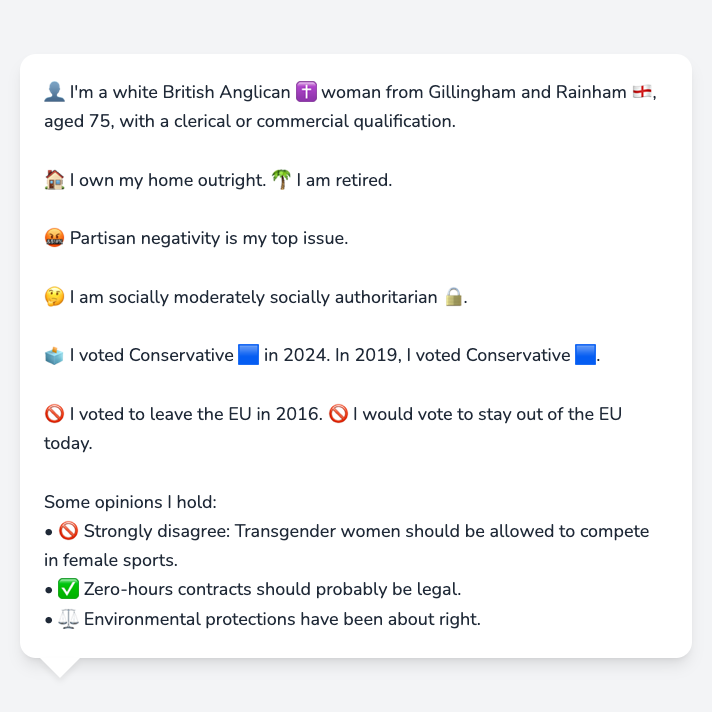 👤 I'm a white British Anglican ✝️ woman from Gillingham and Rainham 🏴󠁧󠁢󠁥󠁮󠁧󠁿,
aged 75, with a clerical or commercial qualification.
🏠 I own my home outright. 🌴 I am retired.
🤬 Partisan negativity is my top issue.
🤔 I am socially moderately socially authoritarian 🔒.
🗳️ I voted Conservative 🟦 in 2024. In 2019, I voted Conservative 🟦.
🚫 I voted to leave the EU in 2016. 🚫 I would vote to stay out of the EU
today.
Some opinions I hold:
• 🚫 Strongly disagree: Transgender women should be allowed to compete
in female sports.
• ✅ Zero-hours contracts should probably be legal.
• ⚖️ Environmental protections have been about right.